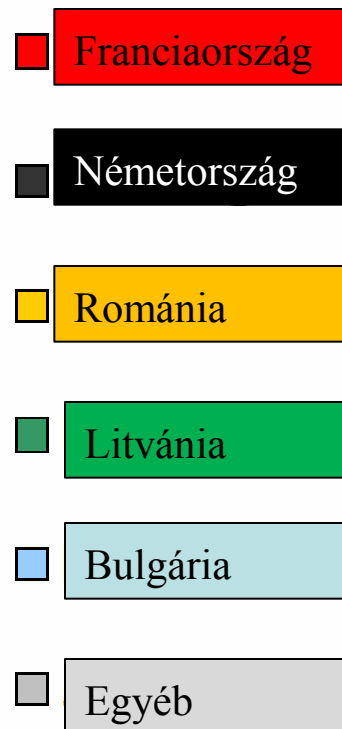 Franciaország
Németország
Románia
Litvánia
Bulgária
Egyéb